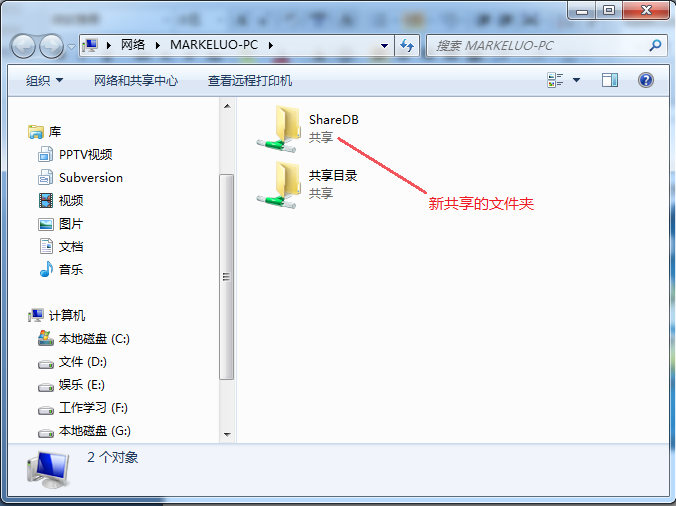 网络 MARKELUO-PC
搜索 MARKELUO-PC
组织 网络和共享中心 查看远程打印机
库
PPTV视频
Subversion
视频
图片
文档
音乐
计算机
本地磁盘 (C:)
文件 (D:)
娱乐 (E:)
工作学习 (F:)
本地磁盘 (G:)
ShareDB
共享
共享目录
共享
新共享的文件夹
2 个对象